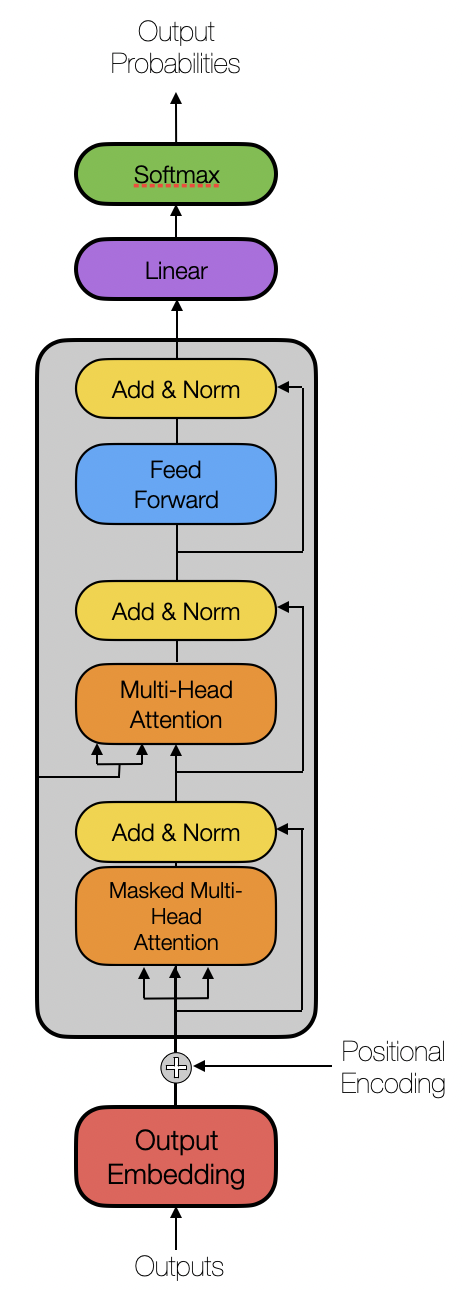 Output
Probabilities
Softmax
Linear
Add & Norm
Feed
Forward
Add & Norm
Multi-Head
Attention
Add & Norm
Masked Multi-
Head
Attention
Positional
Encoding
Output
Embedding
Outputs